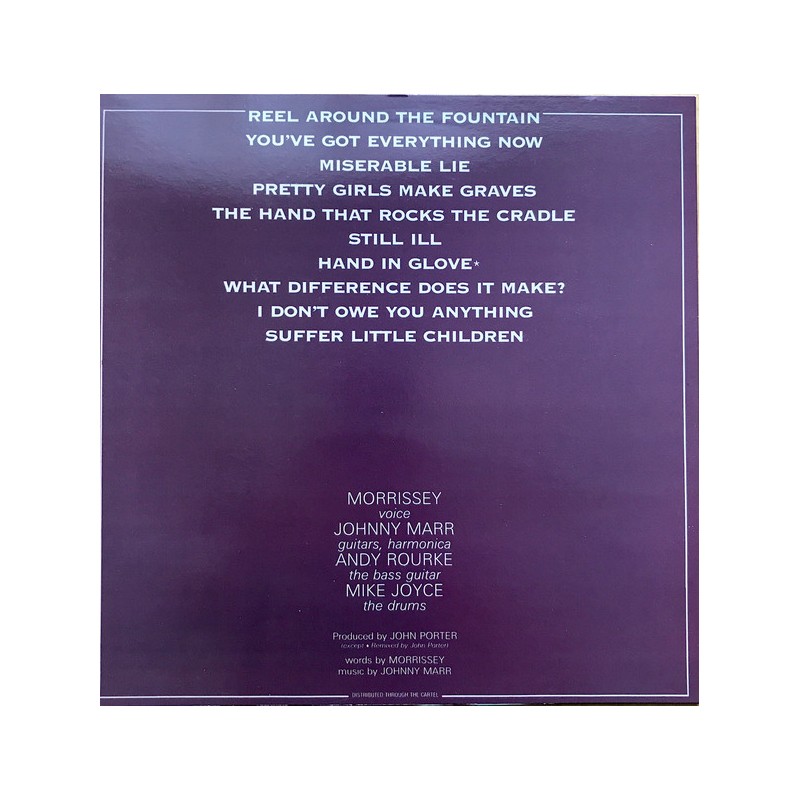 REEL AROUND THE FOUNTAIN
YOU'VE GOT EVERYTHING NOW
MISERABLE LIE
PRETTY GIRLS MAKE GRAVES
THE HAND THAT ROCKS THE CRADLE
STILL ILL
HAND IN GLOVE*
WHAT DIFFERENCE DOES IT MAKE?
I DON'T OWE YOU ANYTHING
SUFFER LITTLE CHILDREN
MORRISSEY
voice
JOHNNY MARR
guitars, harmonica
ANDY ROURKE
the bass guitar
MIKE JOYCE
the drums
Produced by JOHN PORTER
(except • Remixed by John Porter)
words by MORRISSEY
music by JOHNNY MARR
DISTRIBUTED THROUGH THE CARTEL